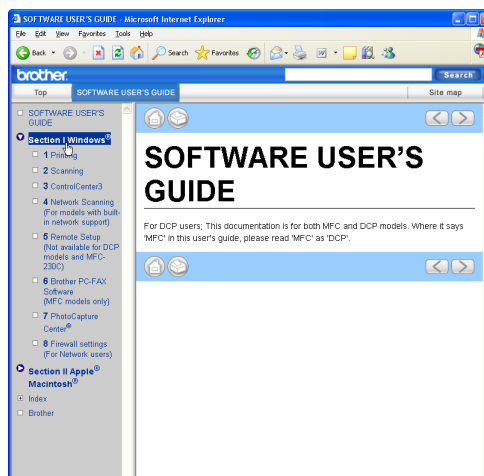 SOFTWARE USER'S GUIDE - Microsoft Internet Explorer
File Edit View Favorites Tools Help
Back Search Favorites
brother. Search
Top SOFTWARE USER'S GUIDE Site map
SOFTWARE USER'S
GUIDE
Section I Windows®
1 Printing
2 Scanning
3 ControlCenter3
4 Network Scanning
(For models with built-
in network support)
5 Remote Setup
(Not available for DCP
models and MFC-
230C)
6 Brother PC-FAX
Software
(MFC models only)
7 PhotoCapture
Center®
8 Firewall settings
(For Network users)
Section II Apple®
Macintosh®
Index
Brother
SOFTWARE USER'S
GUIDE
For DCP users; This documentation is for both MFC and DCP models. Where it says
'MFC' in this user's guide, please read 'MFC' as 'DCP'.